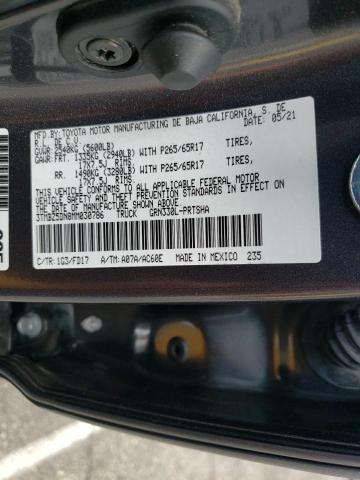 MFD.BY:TOYOTA MOTOR MANUFACTURING DE BAJA CALIFORNIA, S. DE
R.L. DE C.V. DATE: 05/21
GVWR 2540KG (5600LB)
GAWR: FT. 1335KG (2940LB) WITH P265/65R17 TIRES,
17X7.5J RIMS,
RR. 1490KG (3280LB) WITH P265/65R17 TIRES,
17X7.5J RIMS,
THIS VEHICLE CONFORMS TO ALL APPLICABLE FEDERAL MOTOR
VEHICLE SAFETY AND THEFT PREVENTION STANDARDS IN EFFECT ON
THE DATE OF MANUFACTURE SHOWN ABOVE.
3TMBZ5DN8MM030786 TRUCK GRN330L-PRTSHA
C/TR: 1G3/FD17 A/TM: A07A/AC60E MADE IN MEXICO 235